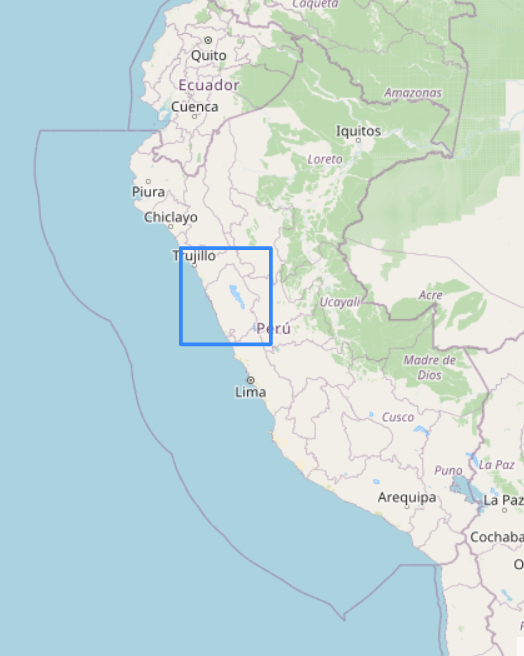 Caqueta
Quito
Ecuador
Amazonas
Cuenca
Iquitos
Loreto
Piura
Chiclayo
Trujillo
Acre
Ucayali
Perú
Madre de
Dios
Lima
Cusco
Puno
La Paz
Arequipa
La Paz
Cochaba
O